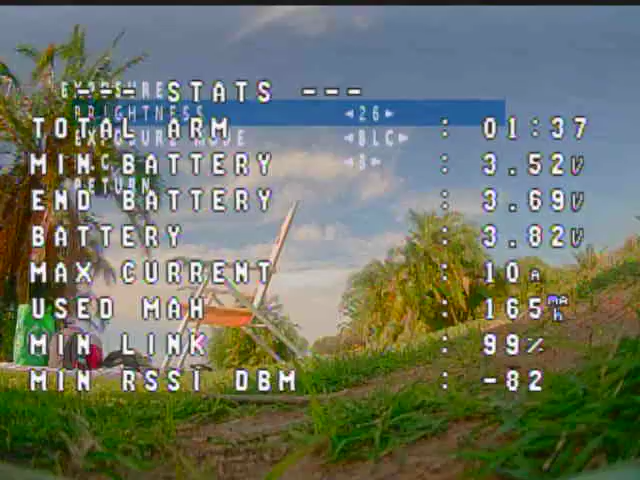 EXPOSURE
--- STATS ---
BRIGHTNESS ◄26►
TOTAL ARM : 01:37
EXPOSURE MODE ◄BLC►
MIN BATTERY : 3.52V
◄8►
RETURN
END BATTERY : 3.69V
BATTERY : 3.82V
MAX CURRENT : 10A
USED MAH : 165mAh
MIN LINK : 99%
MIN RSSI DBM : -82